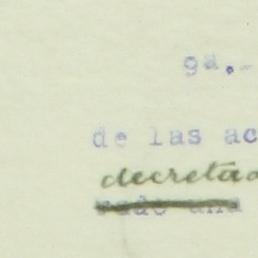 ga.-
de las ac
decretad